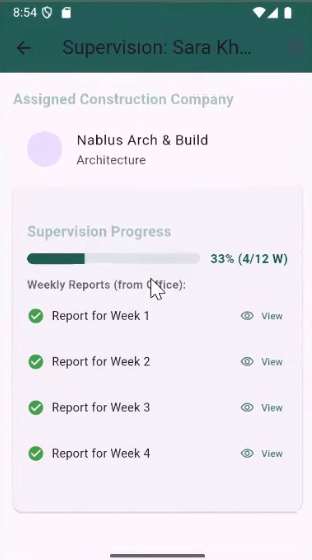 8:54
Supervision: Sara Kh...
Assigned Construction Company
Nablus Arch & Build
Architecture
Supervision Progress
33% (4/12 W)
Weekly Reports (from Office):
Report for Week 1 View
Report for Week 2 View
Report for Week 3 View
Report for Week 4 View